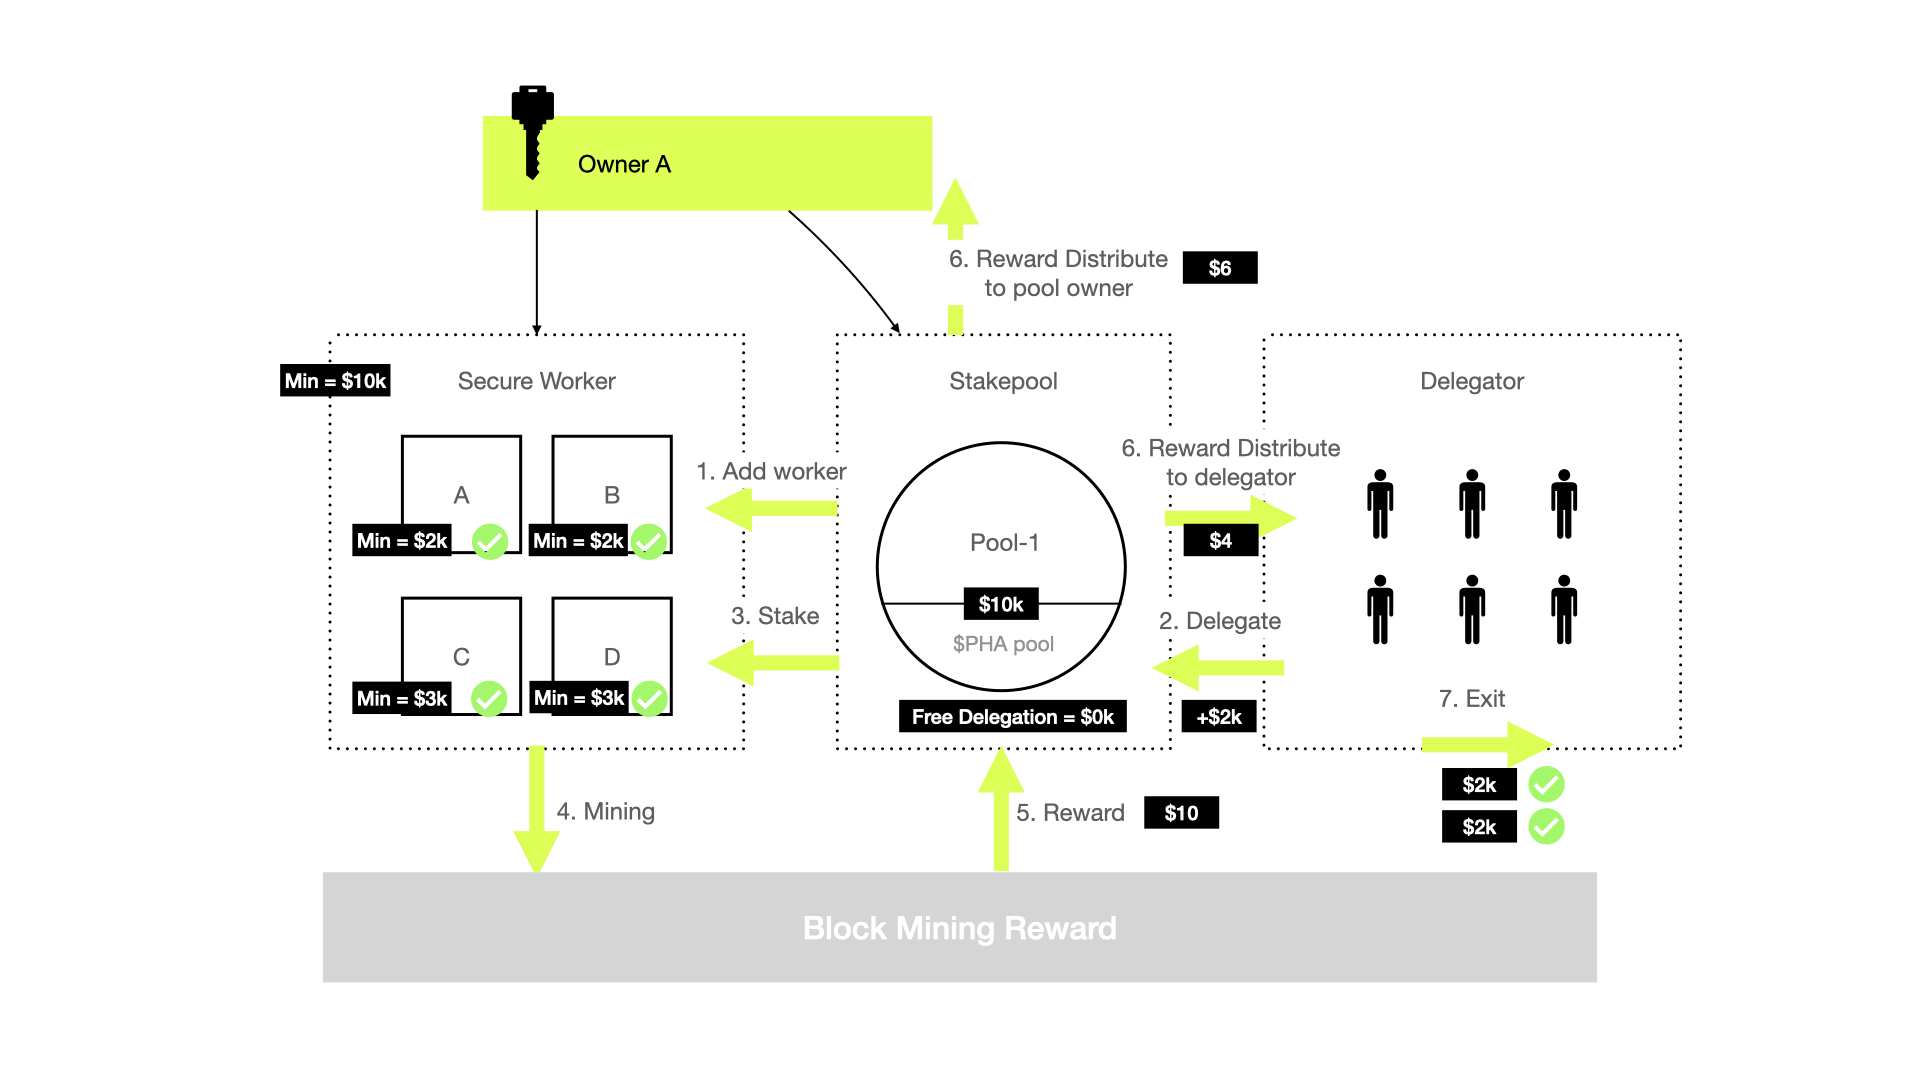 Owner A
6. Reward Distribute
to pool owner
$6
Min = $10k
Secure Worker
Stakepool
Delegator
A
B
Min = $2k
Min = $2k
C
D
Min = $3k
Min = $3k
1. Add worker
3. Stake
Pool-1
$10k
$PHA pool
Free Delegation = $0k
6. Reward Distribute
to delegator
$4
2. Delegate
+$2k
7. Exit
$2k
$2k
4. Mining
5. Reward
$10
Block Mining Reward